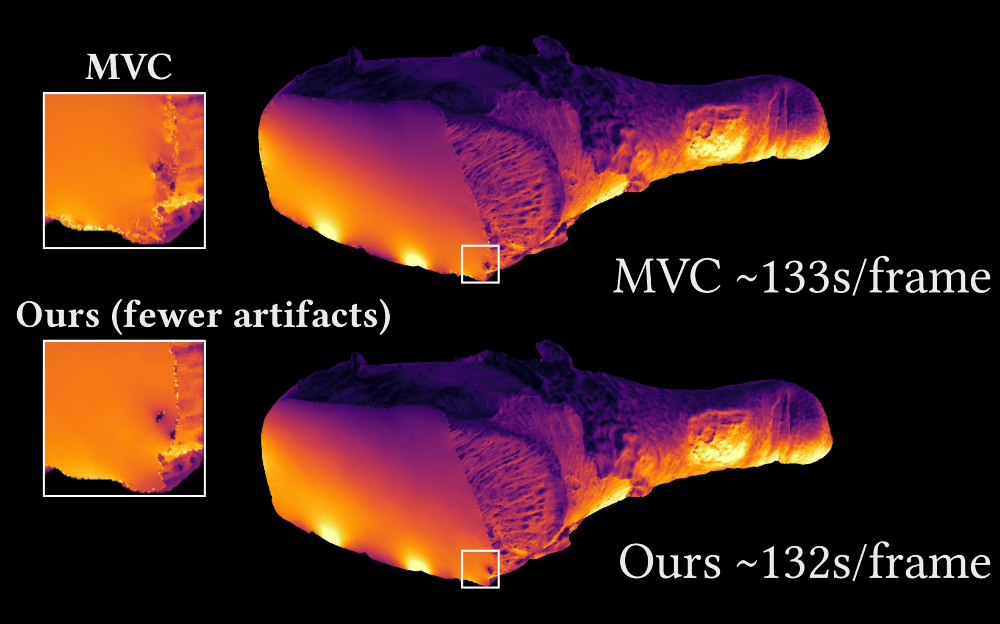 MVC
MVC ~133s/frame
Ours (fewer artifacts)
Ours ~132s/frame